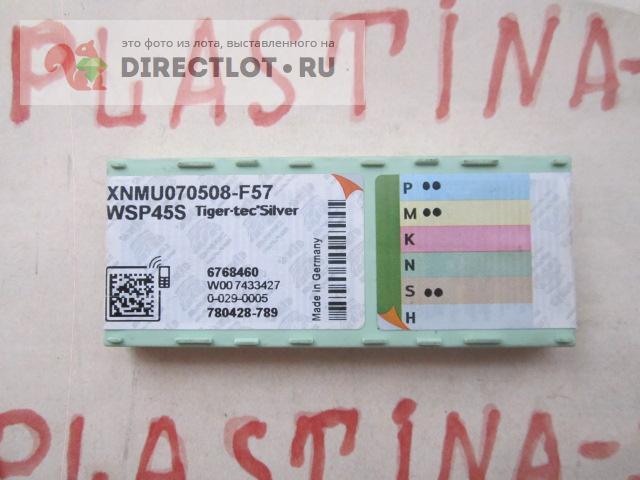 PLASTINA-
это фото из лота, выставленного на
DIRECTLOT.RU
XNMU070508-F57
WSP45S Tiger·tec®Silver
6768460
W007433427
0-029-0005
780428-789
Made in Germany
P ●●
M ●●
K
N
S ●●
H
PLASTINA-